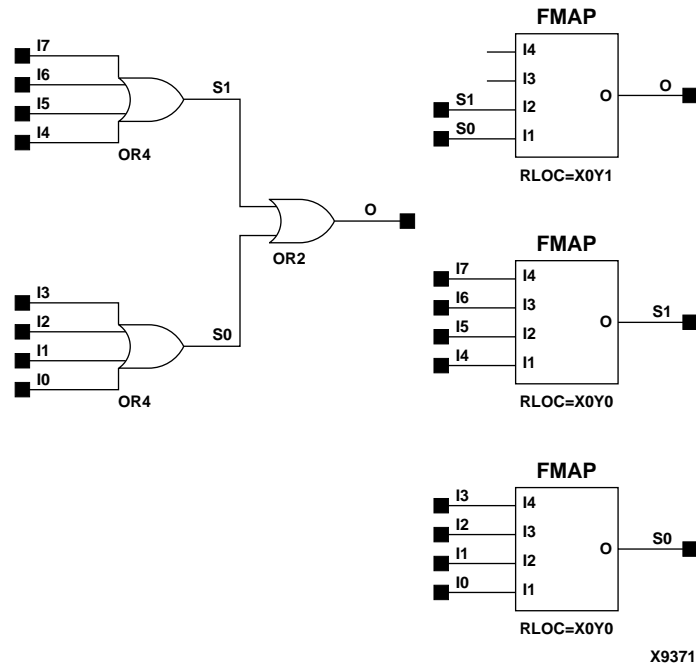 I7
I6
I5
I4
S1
OR4
I3
I2
I1
I0
S0
OR4
O
OR2
FMAP
I4
I3
S1 I2
S0 I1
O O
RLOC=X0Y1
FMAP
I7 I4
I6 I3
I5 I2
I4 I1
O S1
RLOC=X0Y0
FMAP
I3 I4
I2 I3
I1 I2
I0 I1
O S0
RLOC=X0Y0
X9371